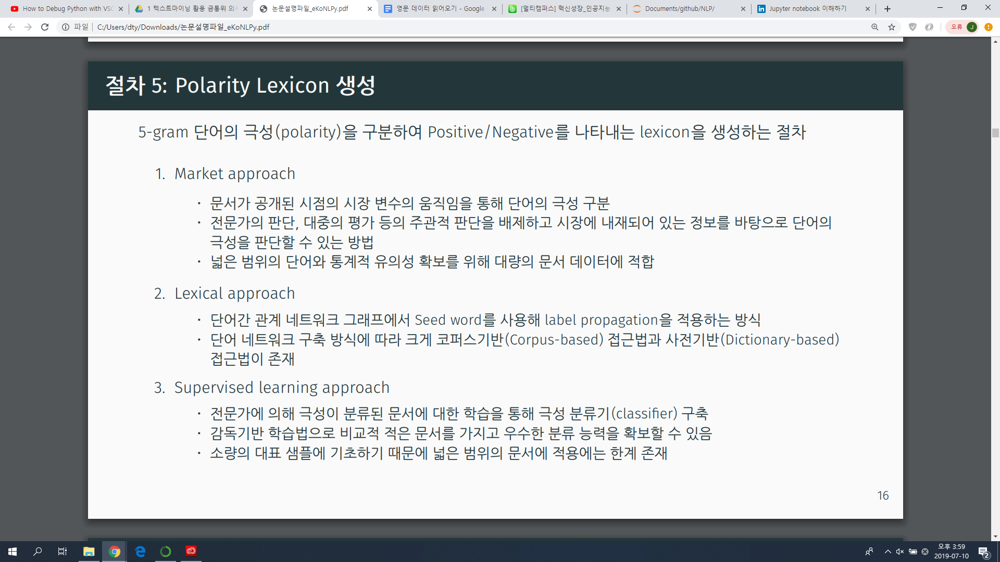 How to Debug Python with VSC
1 텍스트마이닝 활용 금통위 의사
논문설명파일_eKoNLPy.pdf
영문 데이터 읽어오기 - Google
[멀티캠퍼스] 혁신성장_인공지능
Documents/github/NLP/
Jupyter notebook 이해하기
파일
C:/Users/dty/Downloads/논문설명파일_eKoNLPy.pdf
오류
J
절차 5: Polarity Lexicon 생성
5-gram 단어의 극성(polarity)을 구분하여 Positive/Negative를 나타내는 lexicon을 생성하는 절차
1. Market approach
· 문서가 공개된 시점의 시장 변수의 움직임을 통해 단어의 극성 구분
· 전문가의 판단, 대중의 평가 등의 주관적 판단을 배제하고 시장에 내재되어 있는 정보를 바탕으로 단어의
극성을 판단할 수 있는 방법
· 넓은 범위의 단어와 통계적 유의성 확보를 위해 대량의 문서 데이터에 적합
2. Lexical approach
· 단어간 관계 네트워크 그래프에서 Seed word를 사용해 label propagation을 적용하는 방식
· 단어 네트워크 구축 방식에 따라 크게 코퍼스기반(Corpus-based) 접근법과 사전기반(Dictionary-based)
접근법이 존재
3. Supervised learning approach
· 전문가에 의해 극성이 분류된 문서에 대한 학습을 통해 극성 분류기(classifier) 구축
· 감독기반 학습법으로 비교적 적은 문서를 가지고 우수한 분류 능력을 확보할 수 있음
· 소량의 대표 샘플에 기초하기 때문에 넓은 범위의 문서에 적용에는 한계 존재
16
오후 3:59
2019-07-10
2